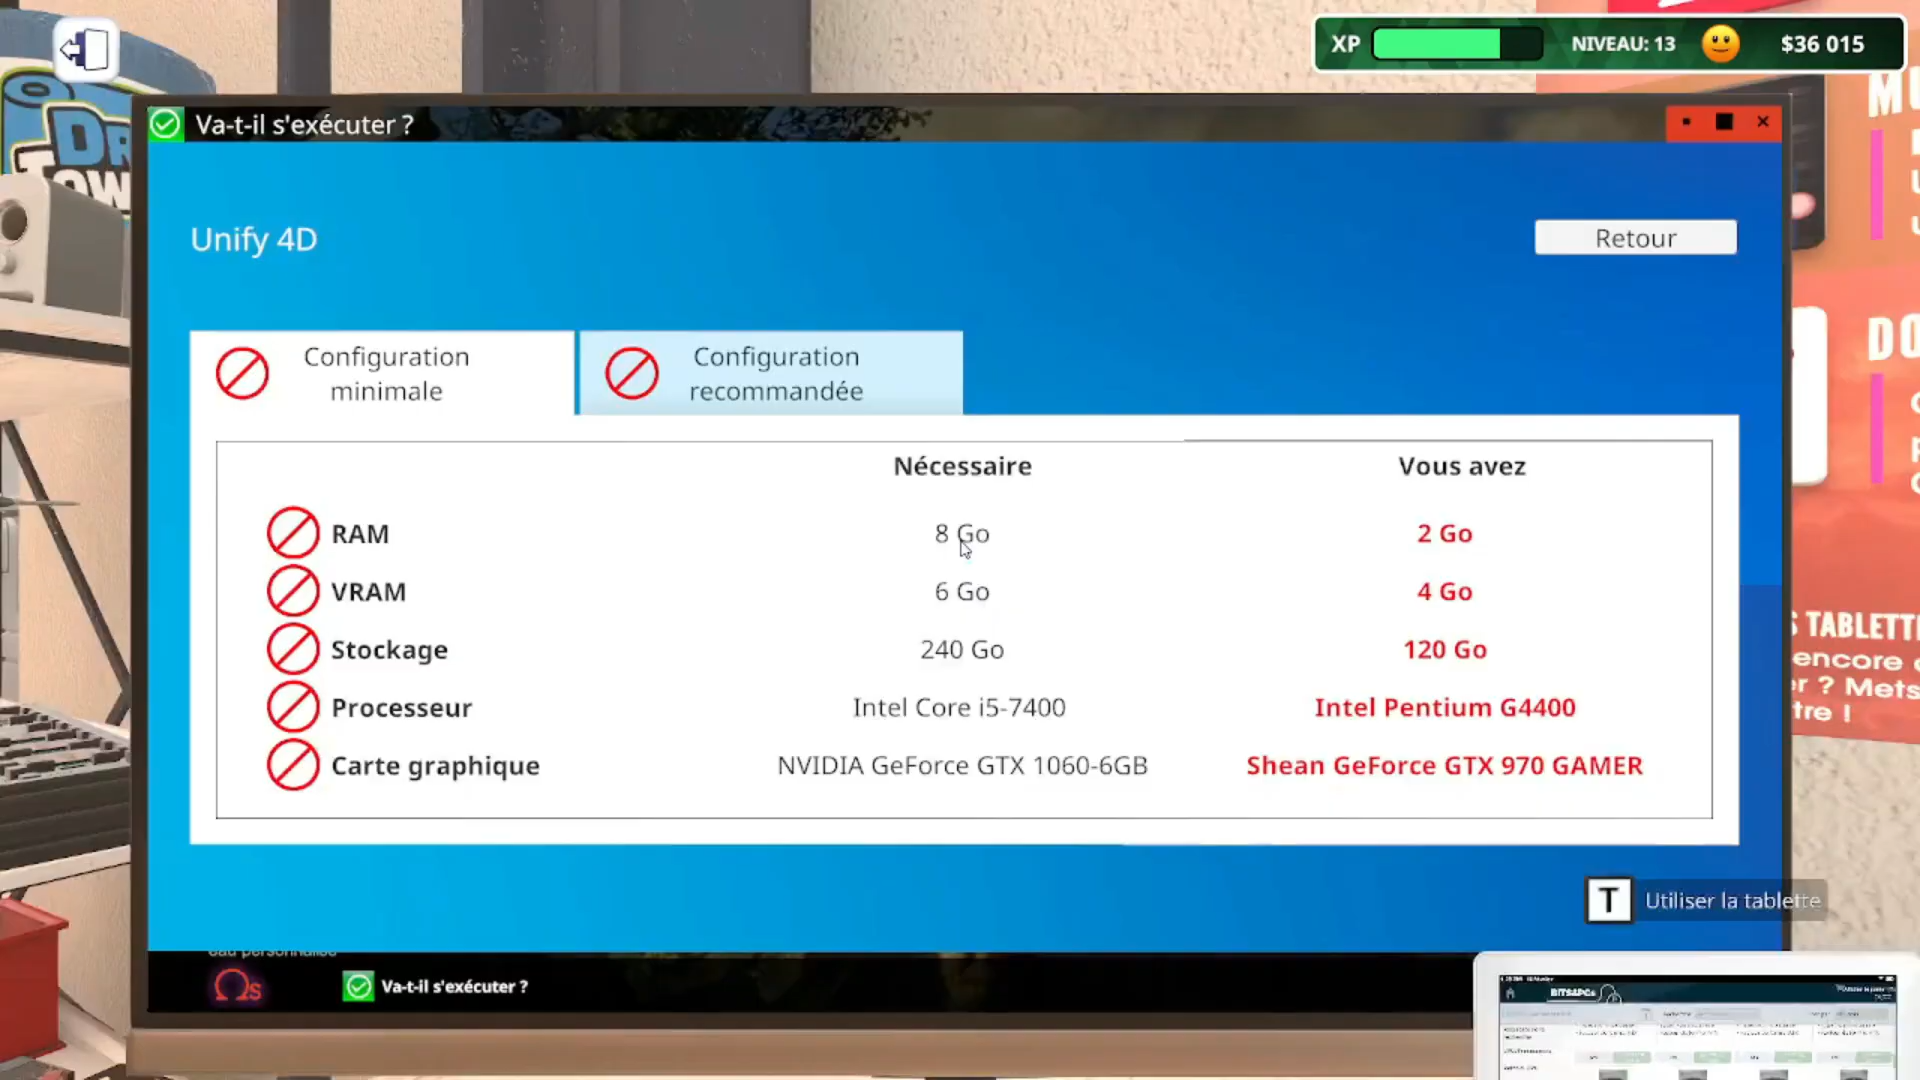 XP NIVEAU: 13 $36 015
Va-t-il s'exécuter ?
Unify 4D
Retour
Configuration minimale
Configuration recommandée
Nécessaire Vous avez
RAM 8 Go 2 Go
VRAM 6 Go 4 Go
Stockage 240 Go 120 Go
Processeur Intel Core i5-7400 Intel Pentium G4400
Carte graphique NVIDIA GeForce GTX 1060-6GB Shean GeForce GTX 970 GAMER
T Utiliser la tablette
Ωs Va-t-il s'exécuter ?
TABLETT
encore
? Mets
tre !
DO